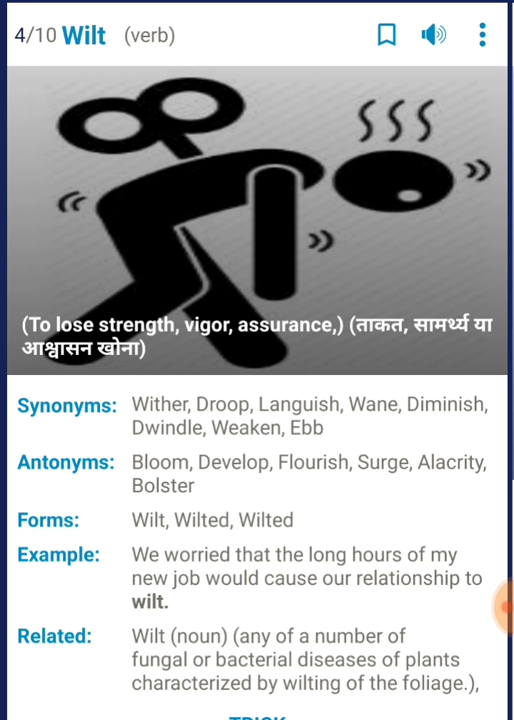 4/10 Wilt (verb)
(To lose strength, vigor, assurance,) (ताकत, सामर्थ्य या
आश्वासन खोना)
Synonyms: Wither, Droop, Languish, Wane, Diminish,
Dwindle, Weaken, Ebb
Antonyms: Bloom, Develop, Flourish, Surge, Alacrity,
Bolster
Forms: Wilt, Wilted, Wilted
Example: We worried that the long hours of my
new job would cause our relationship to
wilt.
Related: Wilt (noun) (any of a number of
fungal or bacterial diseases of plants
characterized by wilting of the foliage.),